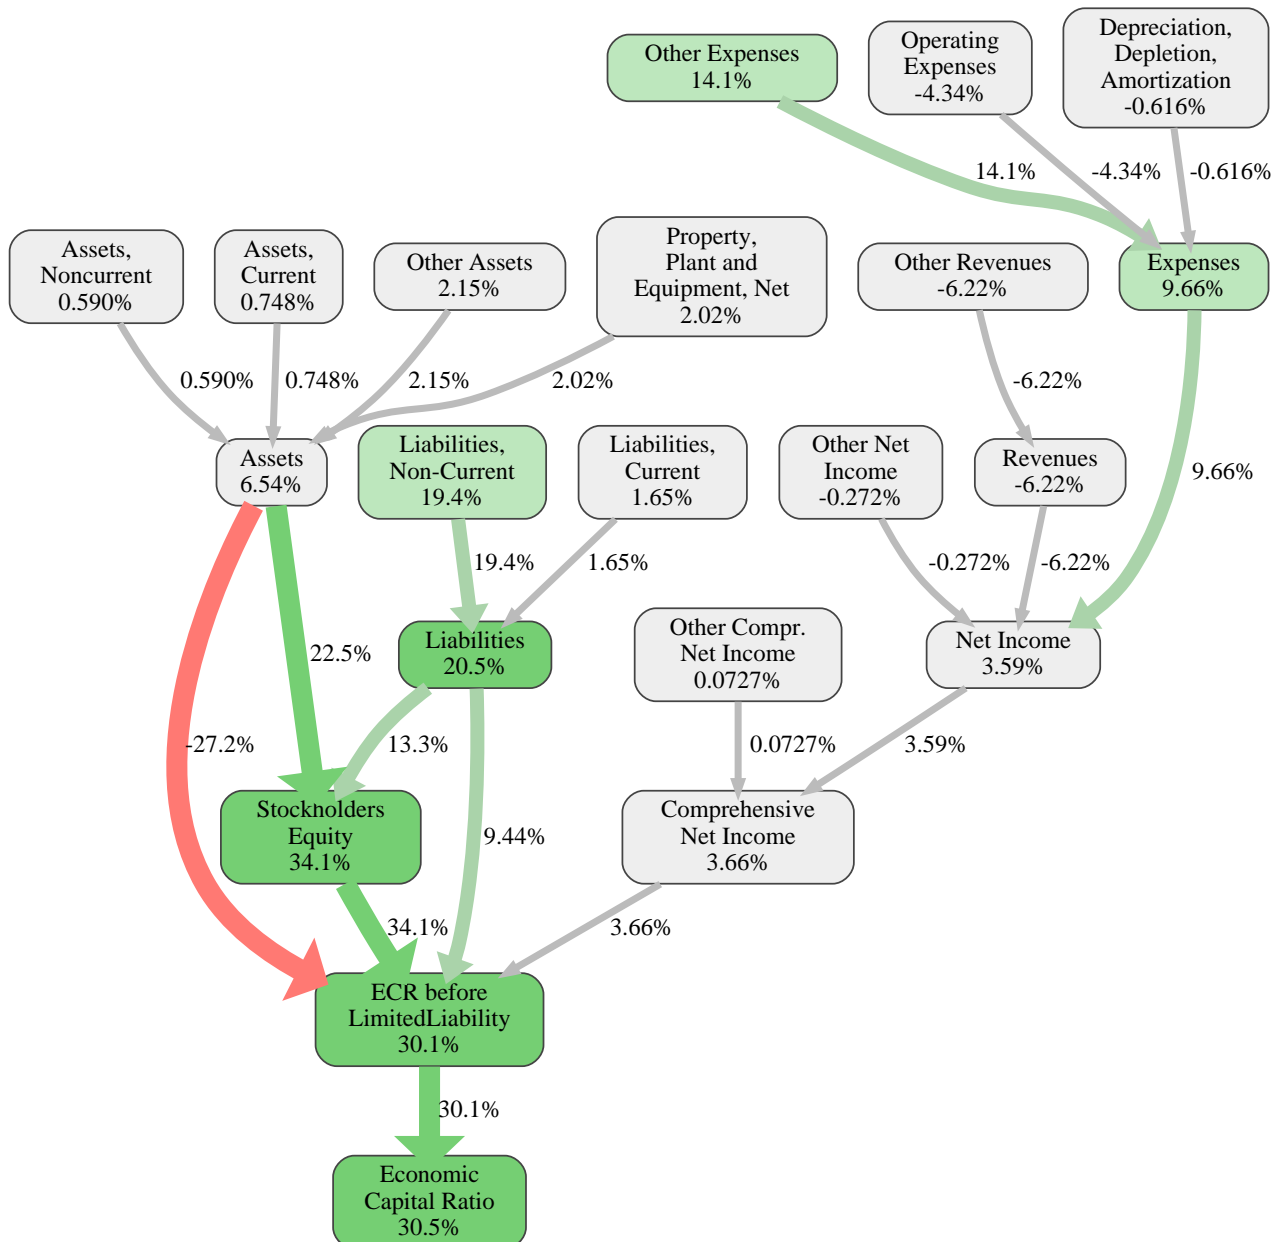 Other Expenses
14.1%
Operating
Expenses
-4.34%
Depreciation,
Depletion,
Amortization
-0.616%
14.1%
-4.34%
-0.616%
Assets,
Noncurrent
0.590%
Assets,
Current
0.748%
Other Assets
2.15%
Property,
Plant and
Equipment, Net
2.02%
Other Revenues
-6.22%
Expenses
9.66%
0.590%
0.748%
2.15%
2.02%
-6.22%
9.66%
Assets
6.54%
Liabilities,
Non-Current
19.4%
Liabilities,
Current
1.65%
Other Net
Income
-0.272%
Revenues
-6.22%
19.4%
1.65%
-0.272%
-6.22%
22.5%
Liabilities
20.5%
Other Compr.
Net Income
0.0727%
Net Income
3.59%
-27.2%
13.3%
9.44%
0.0727%
3.59%
Stockholders
Equity
34.1%
Comprehensive
Net Income
3.66%
34.1%
3.66%
ECR before
LimitedLiability
30.1%
30.1%
Economic
Capital Ratio
30.5%